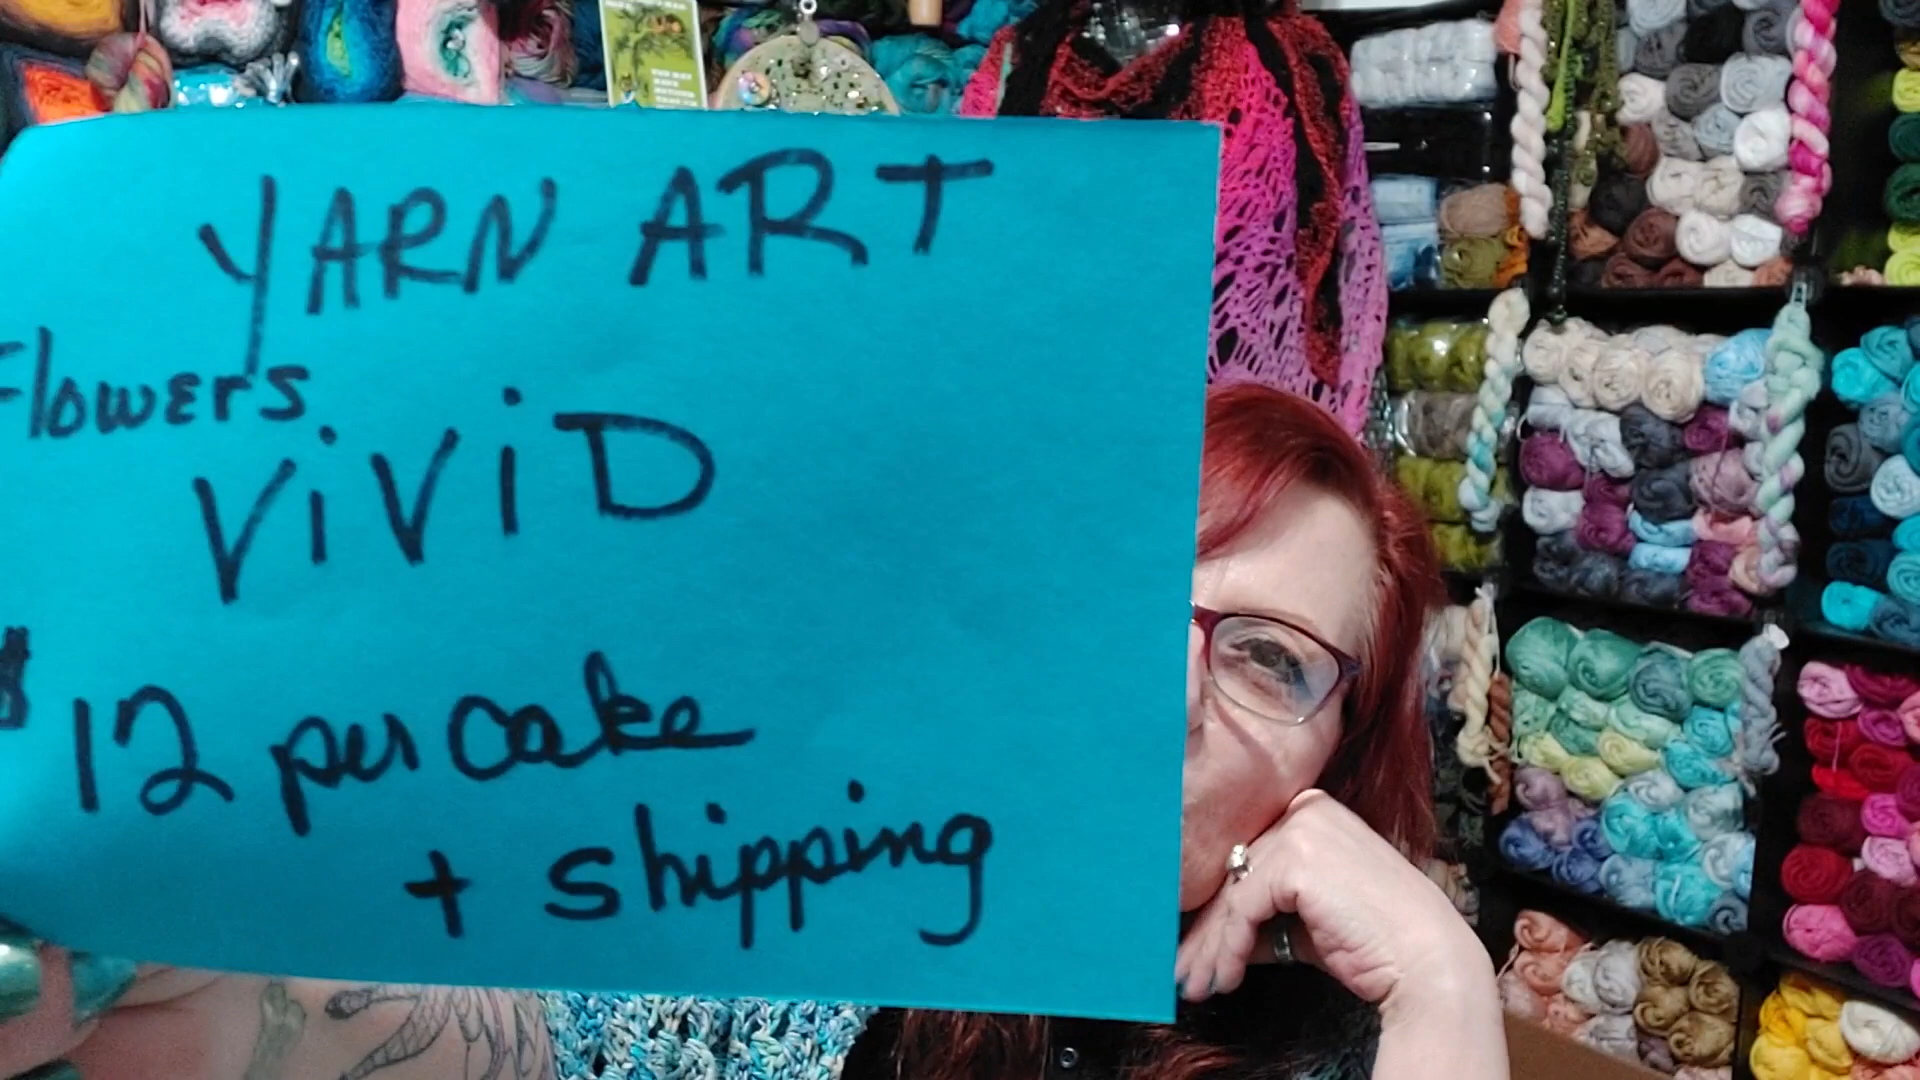 YARN ART
Flowers
ViViD
$12 per cake
+ shipping